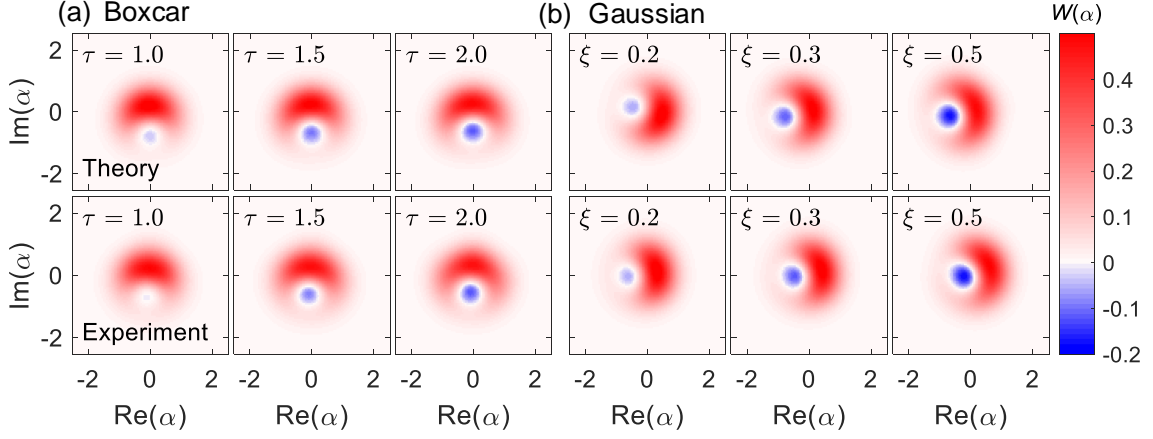 (a) Boxcar
(b) Gaussian
W(α)
τ = 1.0
τ = 1.5
τ = 2.0
ξ = 0.2
ξ = 0.3
ξ = 0.5
2
0
-2
Im(α)
Theory
τ = 1.0
τ = 1.5
τ = 2.0
ξ = 0.2
ξ = 0.3
ξ = 0.5
2
0
-2
Im(α)
Experiment
-2 0 2
-2 0 2
-2 0 2
-2 0 2
-2 0 2
-2 0 2
Re(α)
Re(α)
Re(α)
Re(α)
Re(α)
Re(α)
0.4
0.3
0.2
0.1
0
-0.1
-0.2